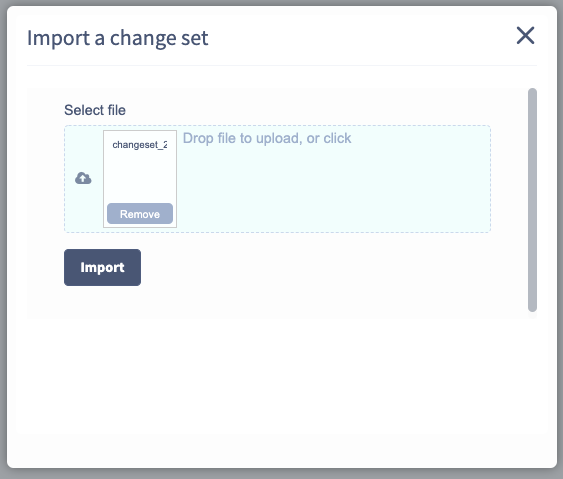 Import a change set
Select file
changeset_2
Drop file to upload, or click
Remove
Import